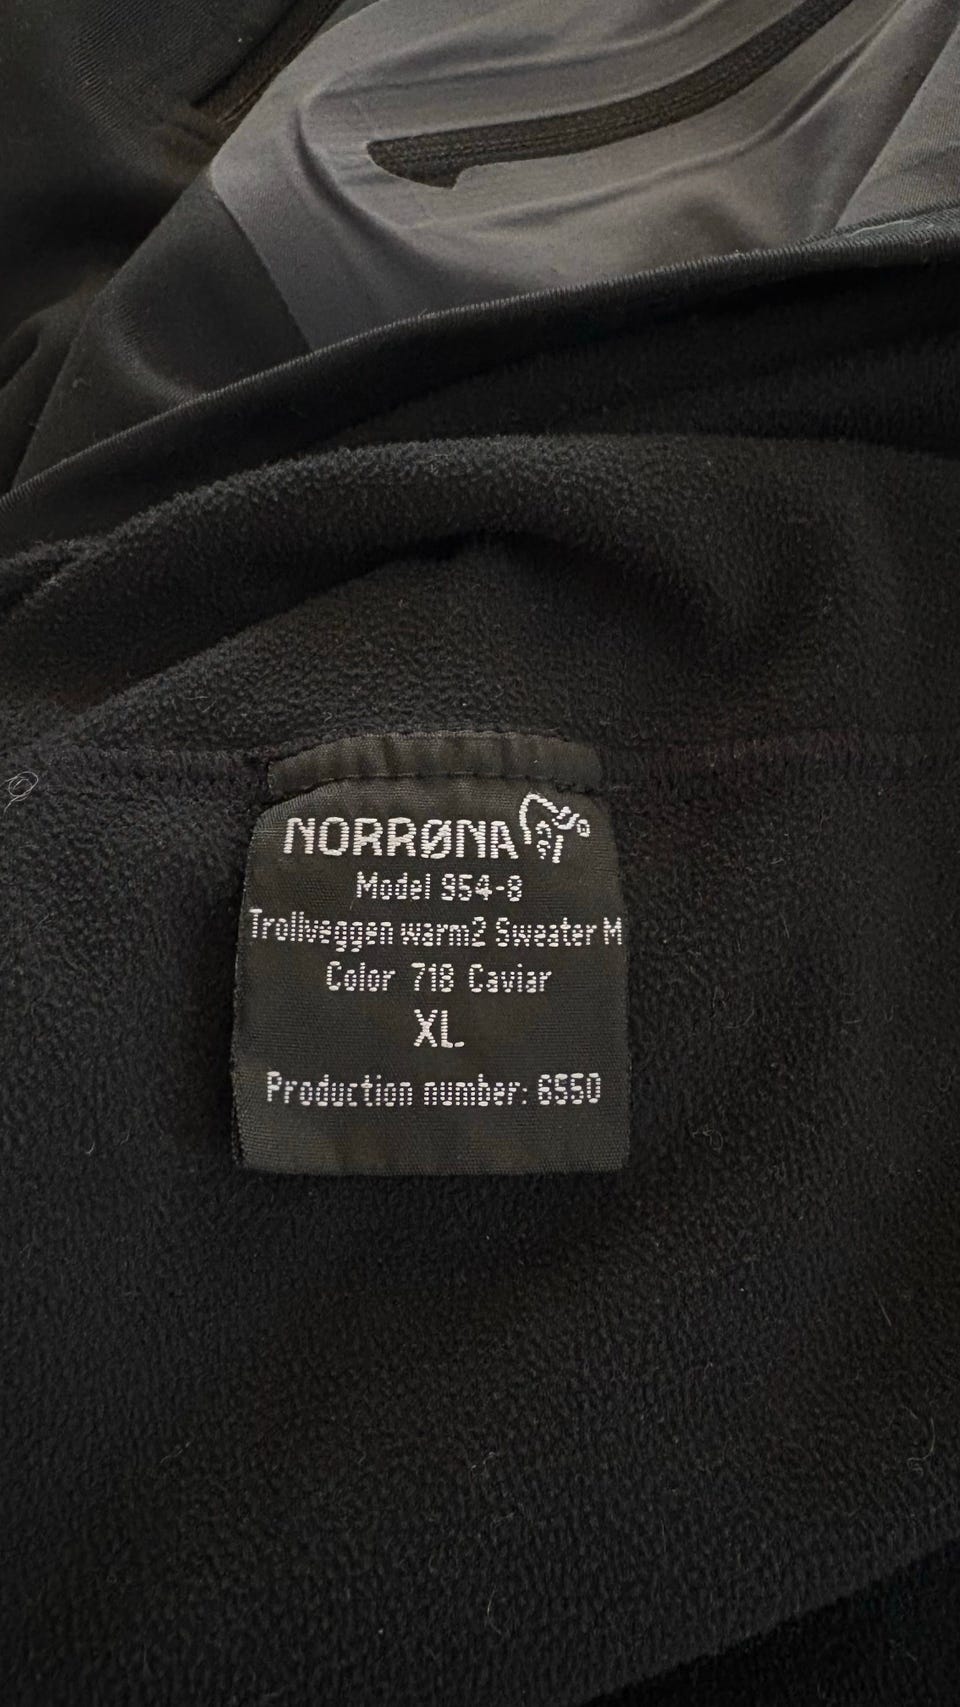 NORRØNA
Model 954-8
Trollveggen warm2 Sweater M
Color 718 Caviar
XL
Production number: 6550